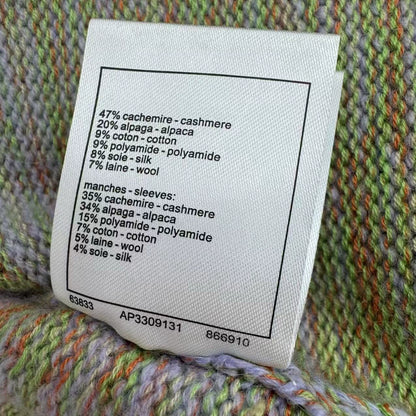 47% cachemire - cashmere
20% alpaga - alpaca
9% coton - cotton
9% polyamide - polyamide
8% soie - silk
7% laine - wool
manches - sleeves:
35% cachemire - cashmere
34% alpaga - alpaca
15% polyamide - polyamide
7% coton - cotton
5% laine - wool
4% soie - silk
63833 AP3309131 866910